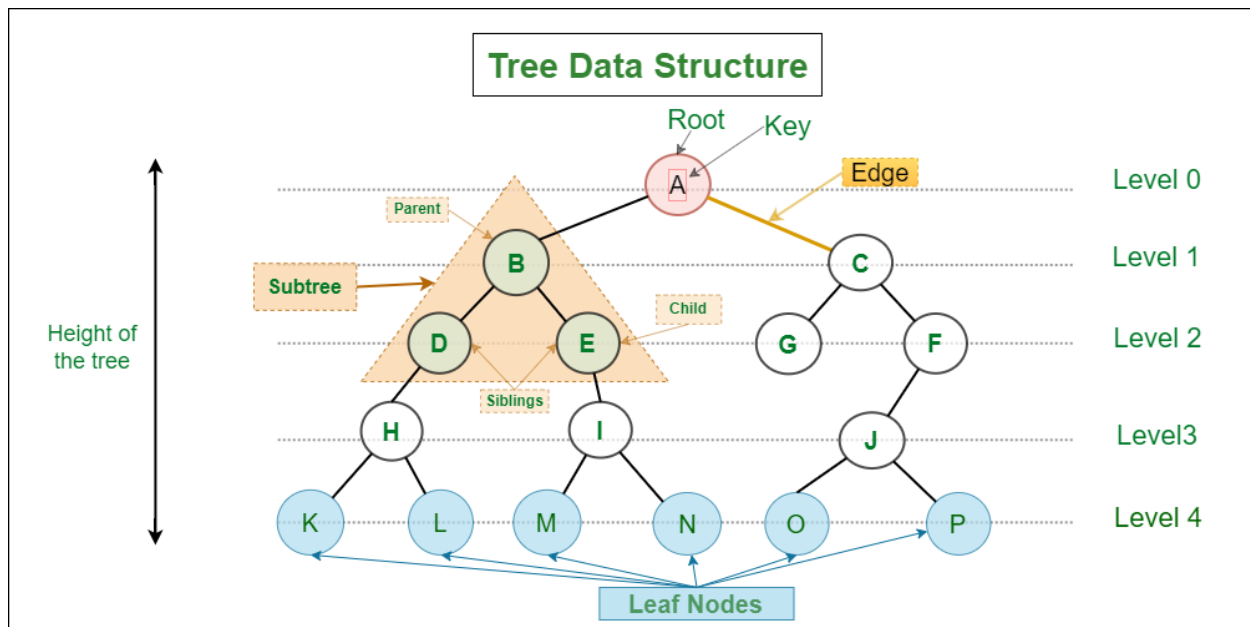 Tree Data Structure
Root
Key
A
Edge
Level 0
Parent
B
C
Level 1
Subtree
Child
Height of
the tree
D
E
G
F
Level 2
Siblings
H
I
J
Level3
K
L
M
N
O
P
Level 4
Leaf Nodes